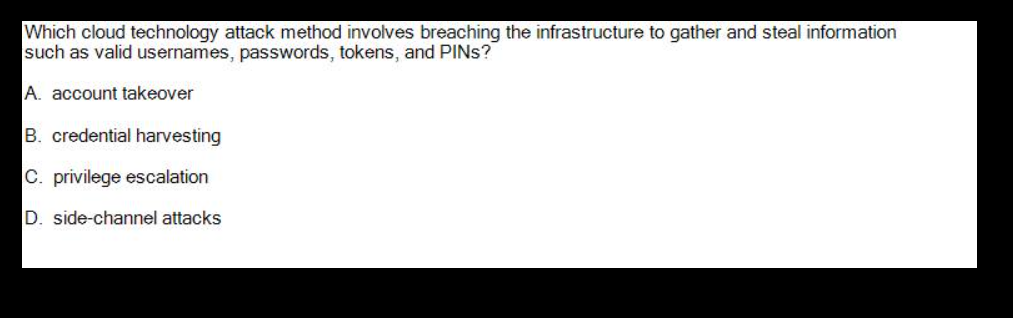 Which cloud technology attack method involves breaching the infrastructure to gather and steal information
such as valid usernames, passwords, tokens, and PINs?
A. account takeover
B. credential harvesting
C. privilege escalation
D. side-channel attacks